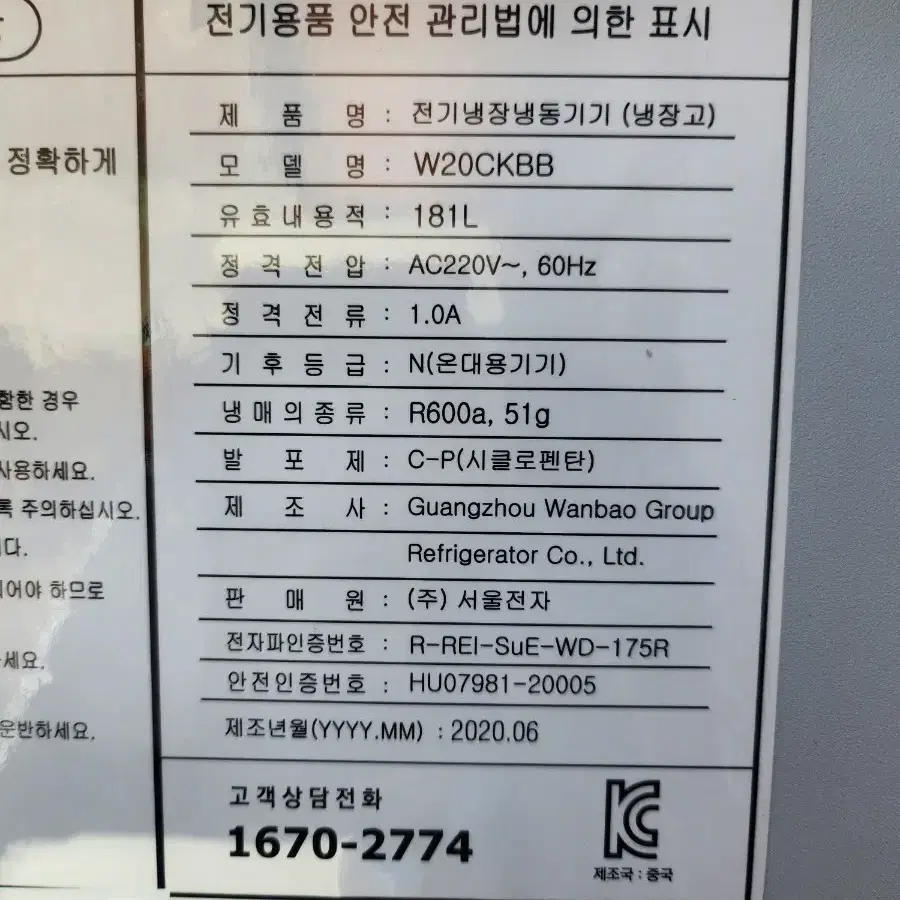 전기용품 안전 관리법에 의한 표시
제 품 명 : 전기냉장냉동기기 (냉장고)
모 델 명 : W20CKBB
유효내용적 : 181L
정 격 전 압 : AC220V~, 60Hz
정 격 전 류 : 1.0A
기 후 등 급 : N(온대용기기)
냉매의종류 : R600a, 51g
발 포 제 : C-P(시클로펜탄)
제 조 사 : Guangzhou Wanbao Group
Refrigerator Co., Ltd.
판 매 원 : (주) 서울전자
전자파인증번호 : R-REI-SuE-WD-175R
안전인증번호 : HU07981-20005
제조년월(YYYY.MM) : 2020.06
고객상담전화
1670-2774
KC
제조국 : 중국
정확하게
함한 경우
시오.
사용하세요.
록 주의하십시오.
다.
되어야 하므로
세요.
운반하세요.